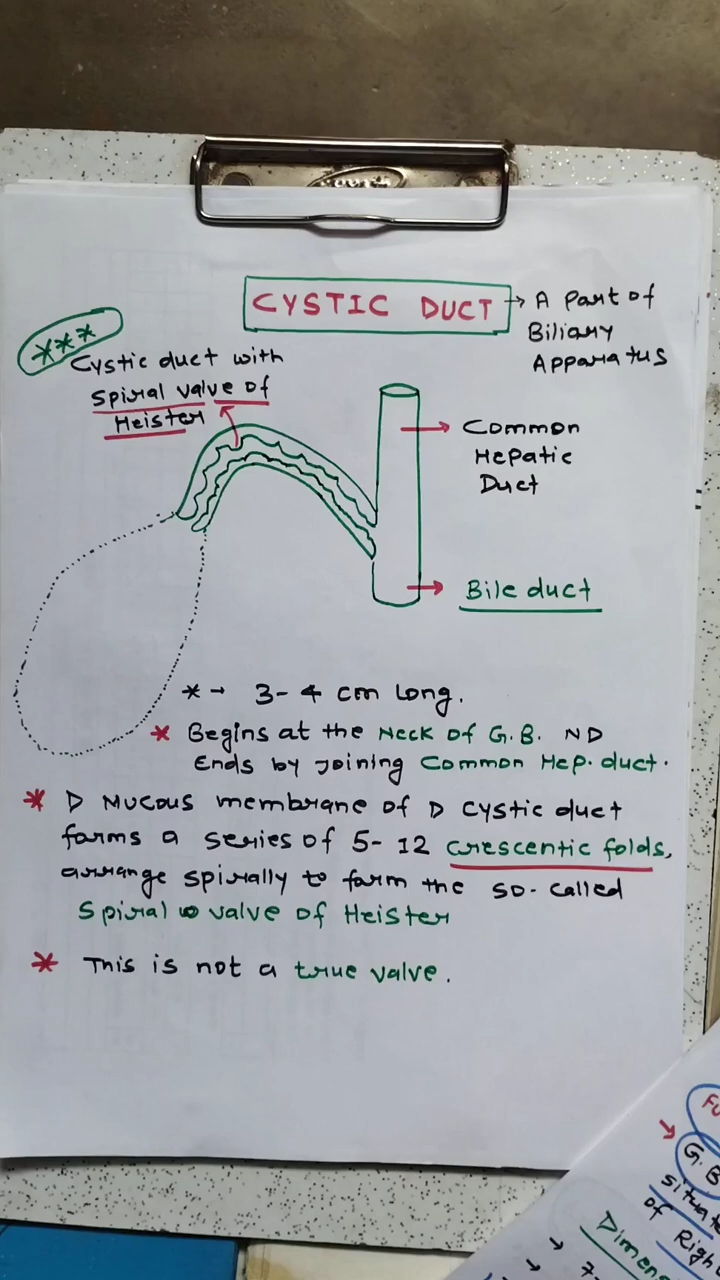 CYSTIC DUCT → A Part of
Biliary
Apparatus
***
Cystic duct with
Spiral valve of
Heister
Common
Hepatic
Duct
Bile duct
* → 3-4 cm long.
* Begins at the Neck of G.B. ND
Ends by joining Common Hep. duct.
* D Mucous membrane of D cystic duct
forms a series of 5-12 crescentic folds,
arrange spirally to form the so-called
Spiral valve of Heister
* This is not a true valve.
G.B
of